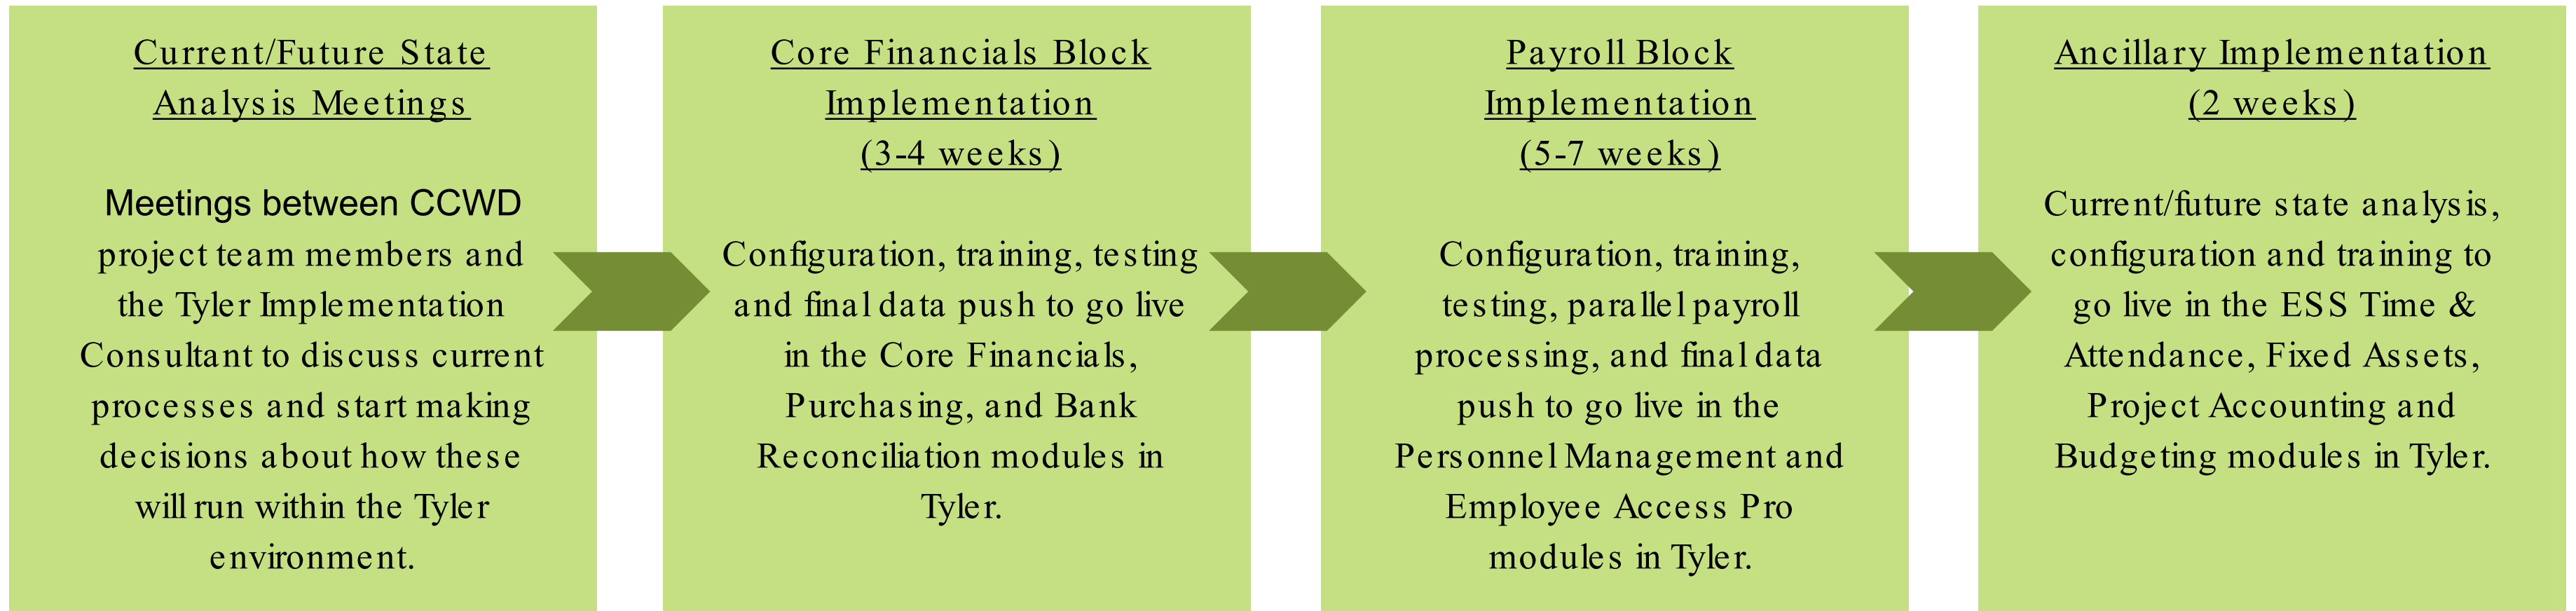 Current/Future State
Analysis Meetings
Meetings between CCWD
project team members and
the Tyler Implementation
Consultant to discuss current
processes and start making
decisions about how these
will run within the Tyler
environment.
Core Financials Block
Implementation
(3-4 weeks)
Configuration, training, testing
and final data push to go live
in the Core Financials,
Purchasing, and Bank
Reconciliation modules in
Tyler.
Payroll Block
Implementation
(5-7 weeks)
Configuration, training,
testing, parallel payroll
processing, and final data
push to go live in the
Personnel Management and
Employee Access Pro
modules in Tyler.
Ancillary Implementation
(2 weeks)
Current/future state analysis,
configuration and training to
go live in the ESS Time &
Attendance, Fixed Assets,
Project Accounting and
Budgeting modules in Tyler.